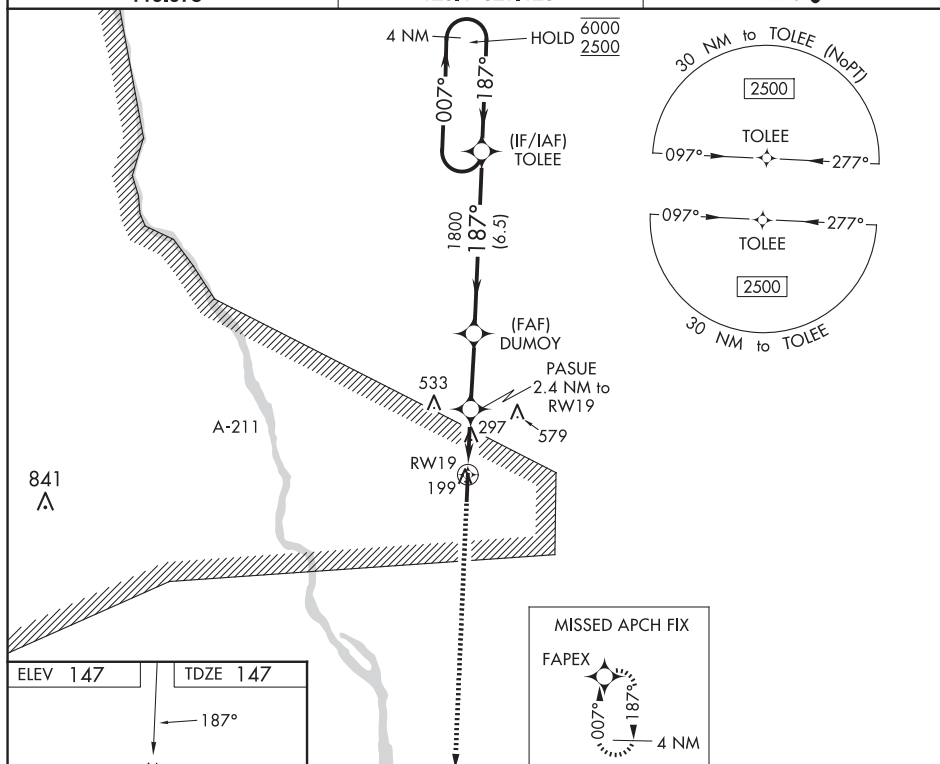 4 NM
HOLD
6000
2500
007°
187°
(IF/IAF)
TOLEE
1800
187°
(6.5)
(FAF)
DUMOY
PASUE
2.4 NM to
RW19
533
579
297
A-211
RW19
199
841
30 NM to TOLEE (NoPT)
2500
TOLEE
097°
277°
097°
277°
TOLEE
2500
30 NM to TOLEE
MISSED APCH FIX
FAPEX
007°
187°
4 NM
ELEV 147
TDZE 147
187°